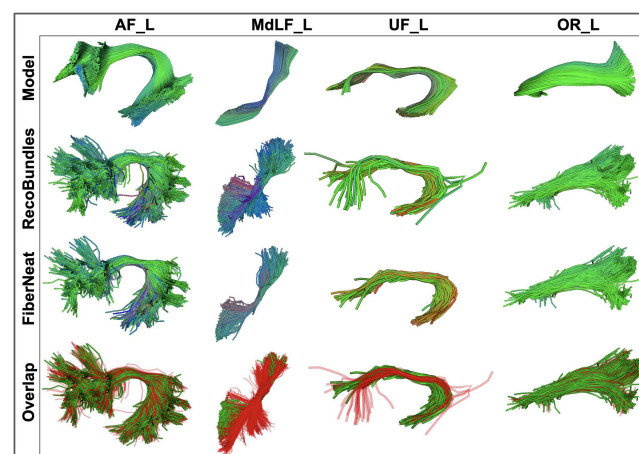 AF_L MdLF_L UF_L OR_L
Model
RecoBundles
FiberNeat
Overlap